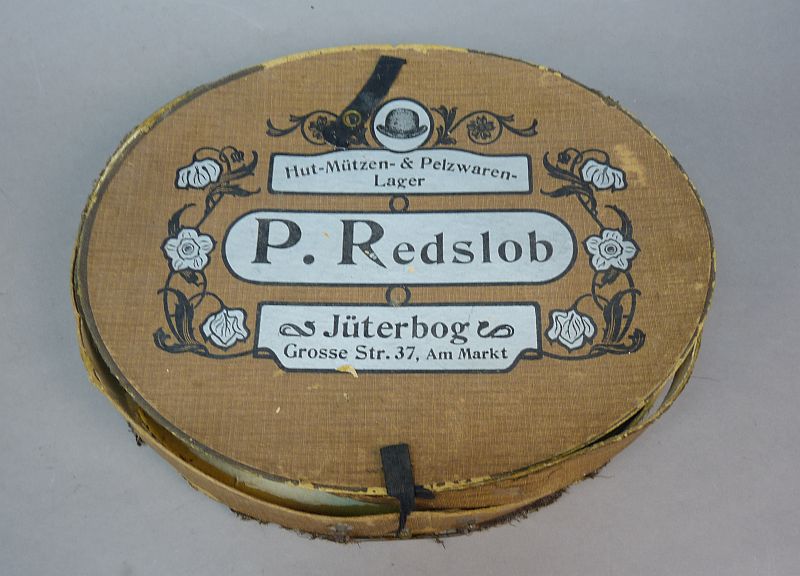 Hut-Mützen- & Pelzwaren-
Lager
P. Redslob
Jüterbog
Grosse Str. 37, Am Markt